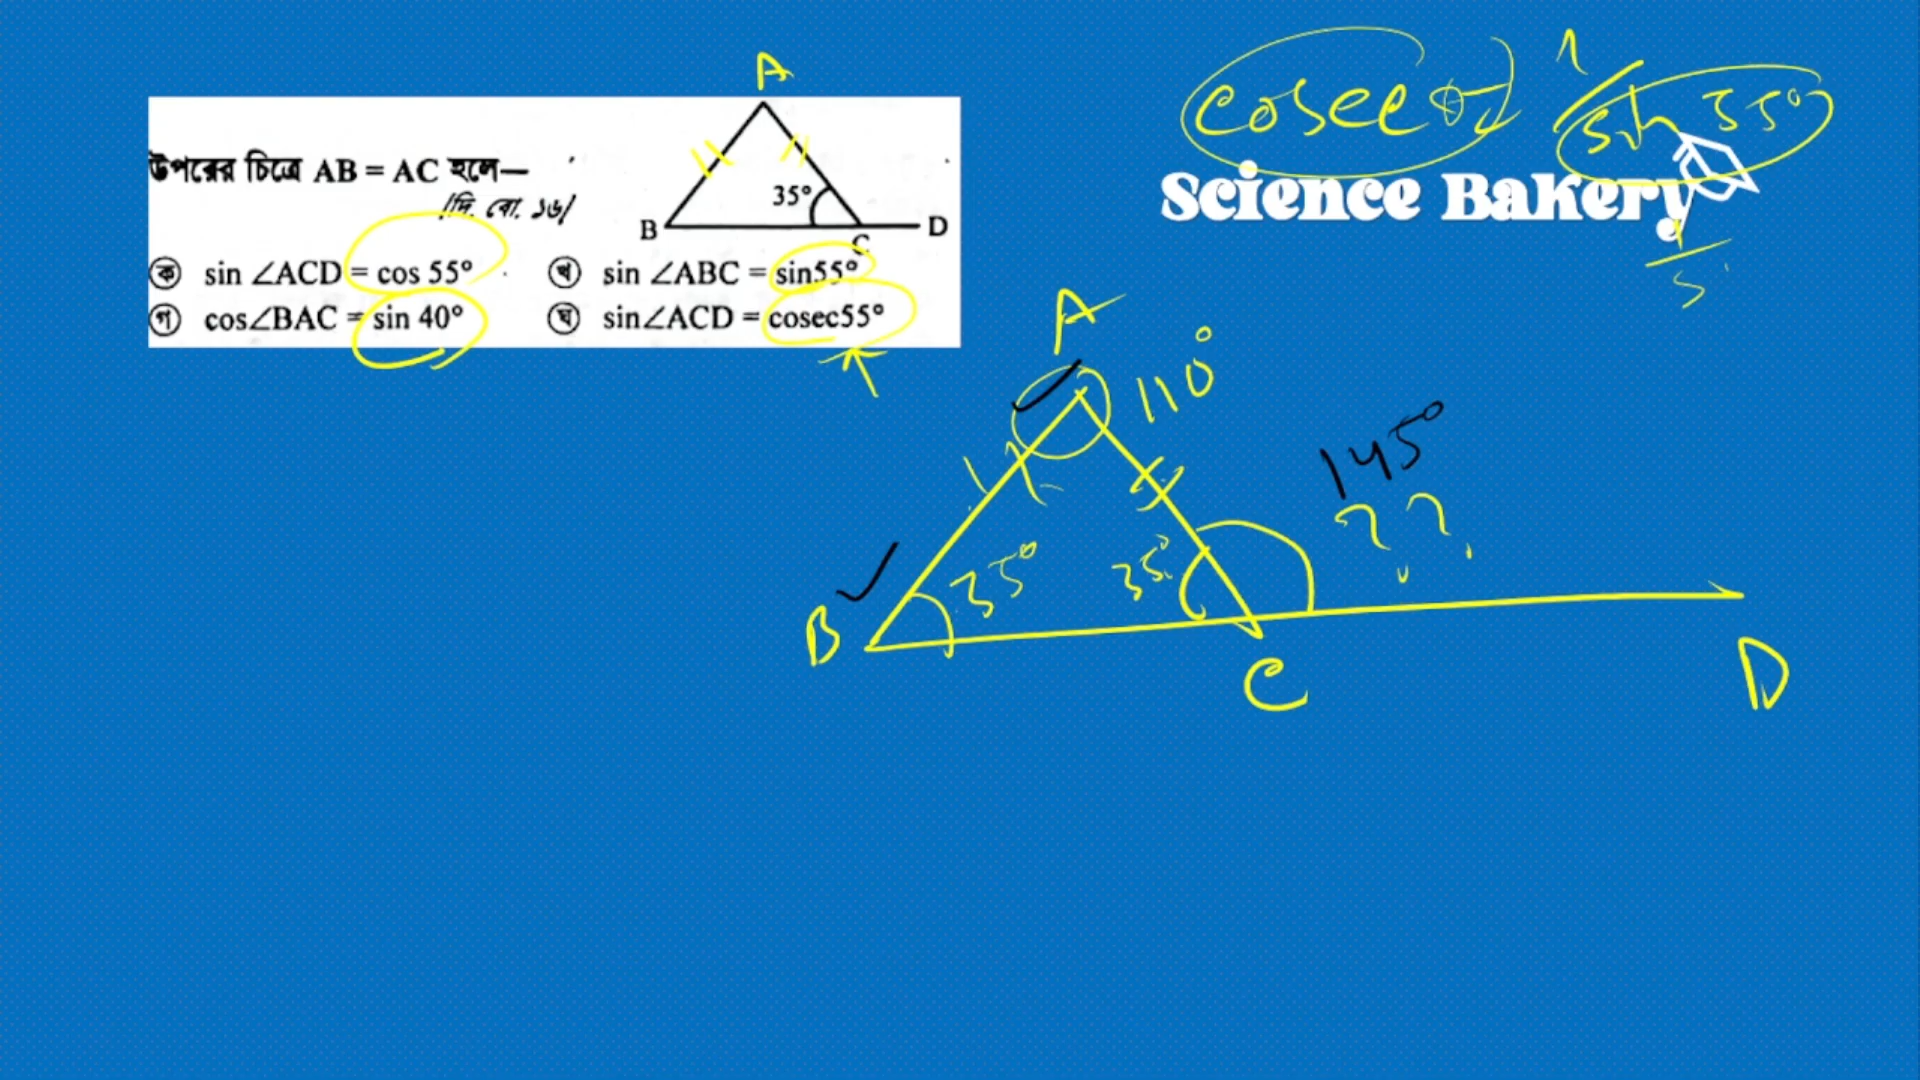 A
cosec θ 1/sin 55°
উপরের চিত্রে AB = AC হলে—
[দি. বো. ১৬]
35°
B
C
D
Science Bakery
ক sin ∠ACD = cos 55°
খ sin ∠ABC = sin55°
গ cos∠BAC = sin 40°
ঘ sin∠ACD = cosec55°
A
110°
145°
??
35°
35°
B
C
D